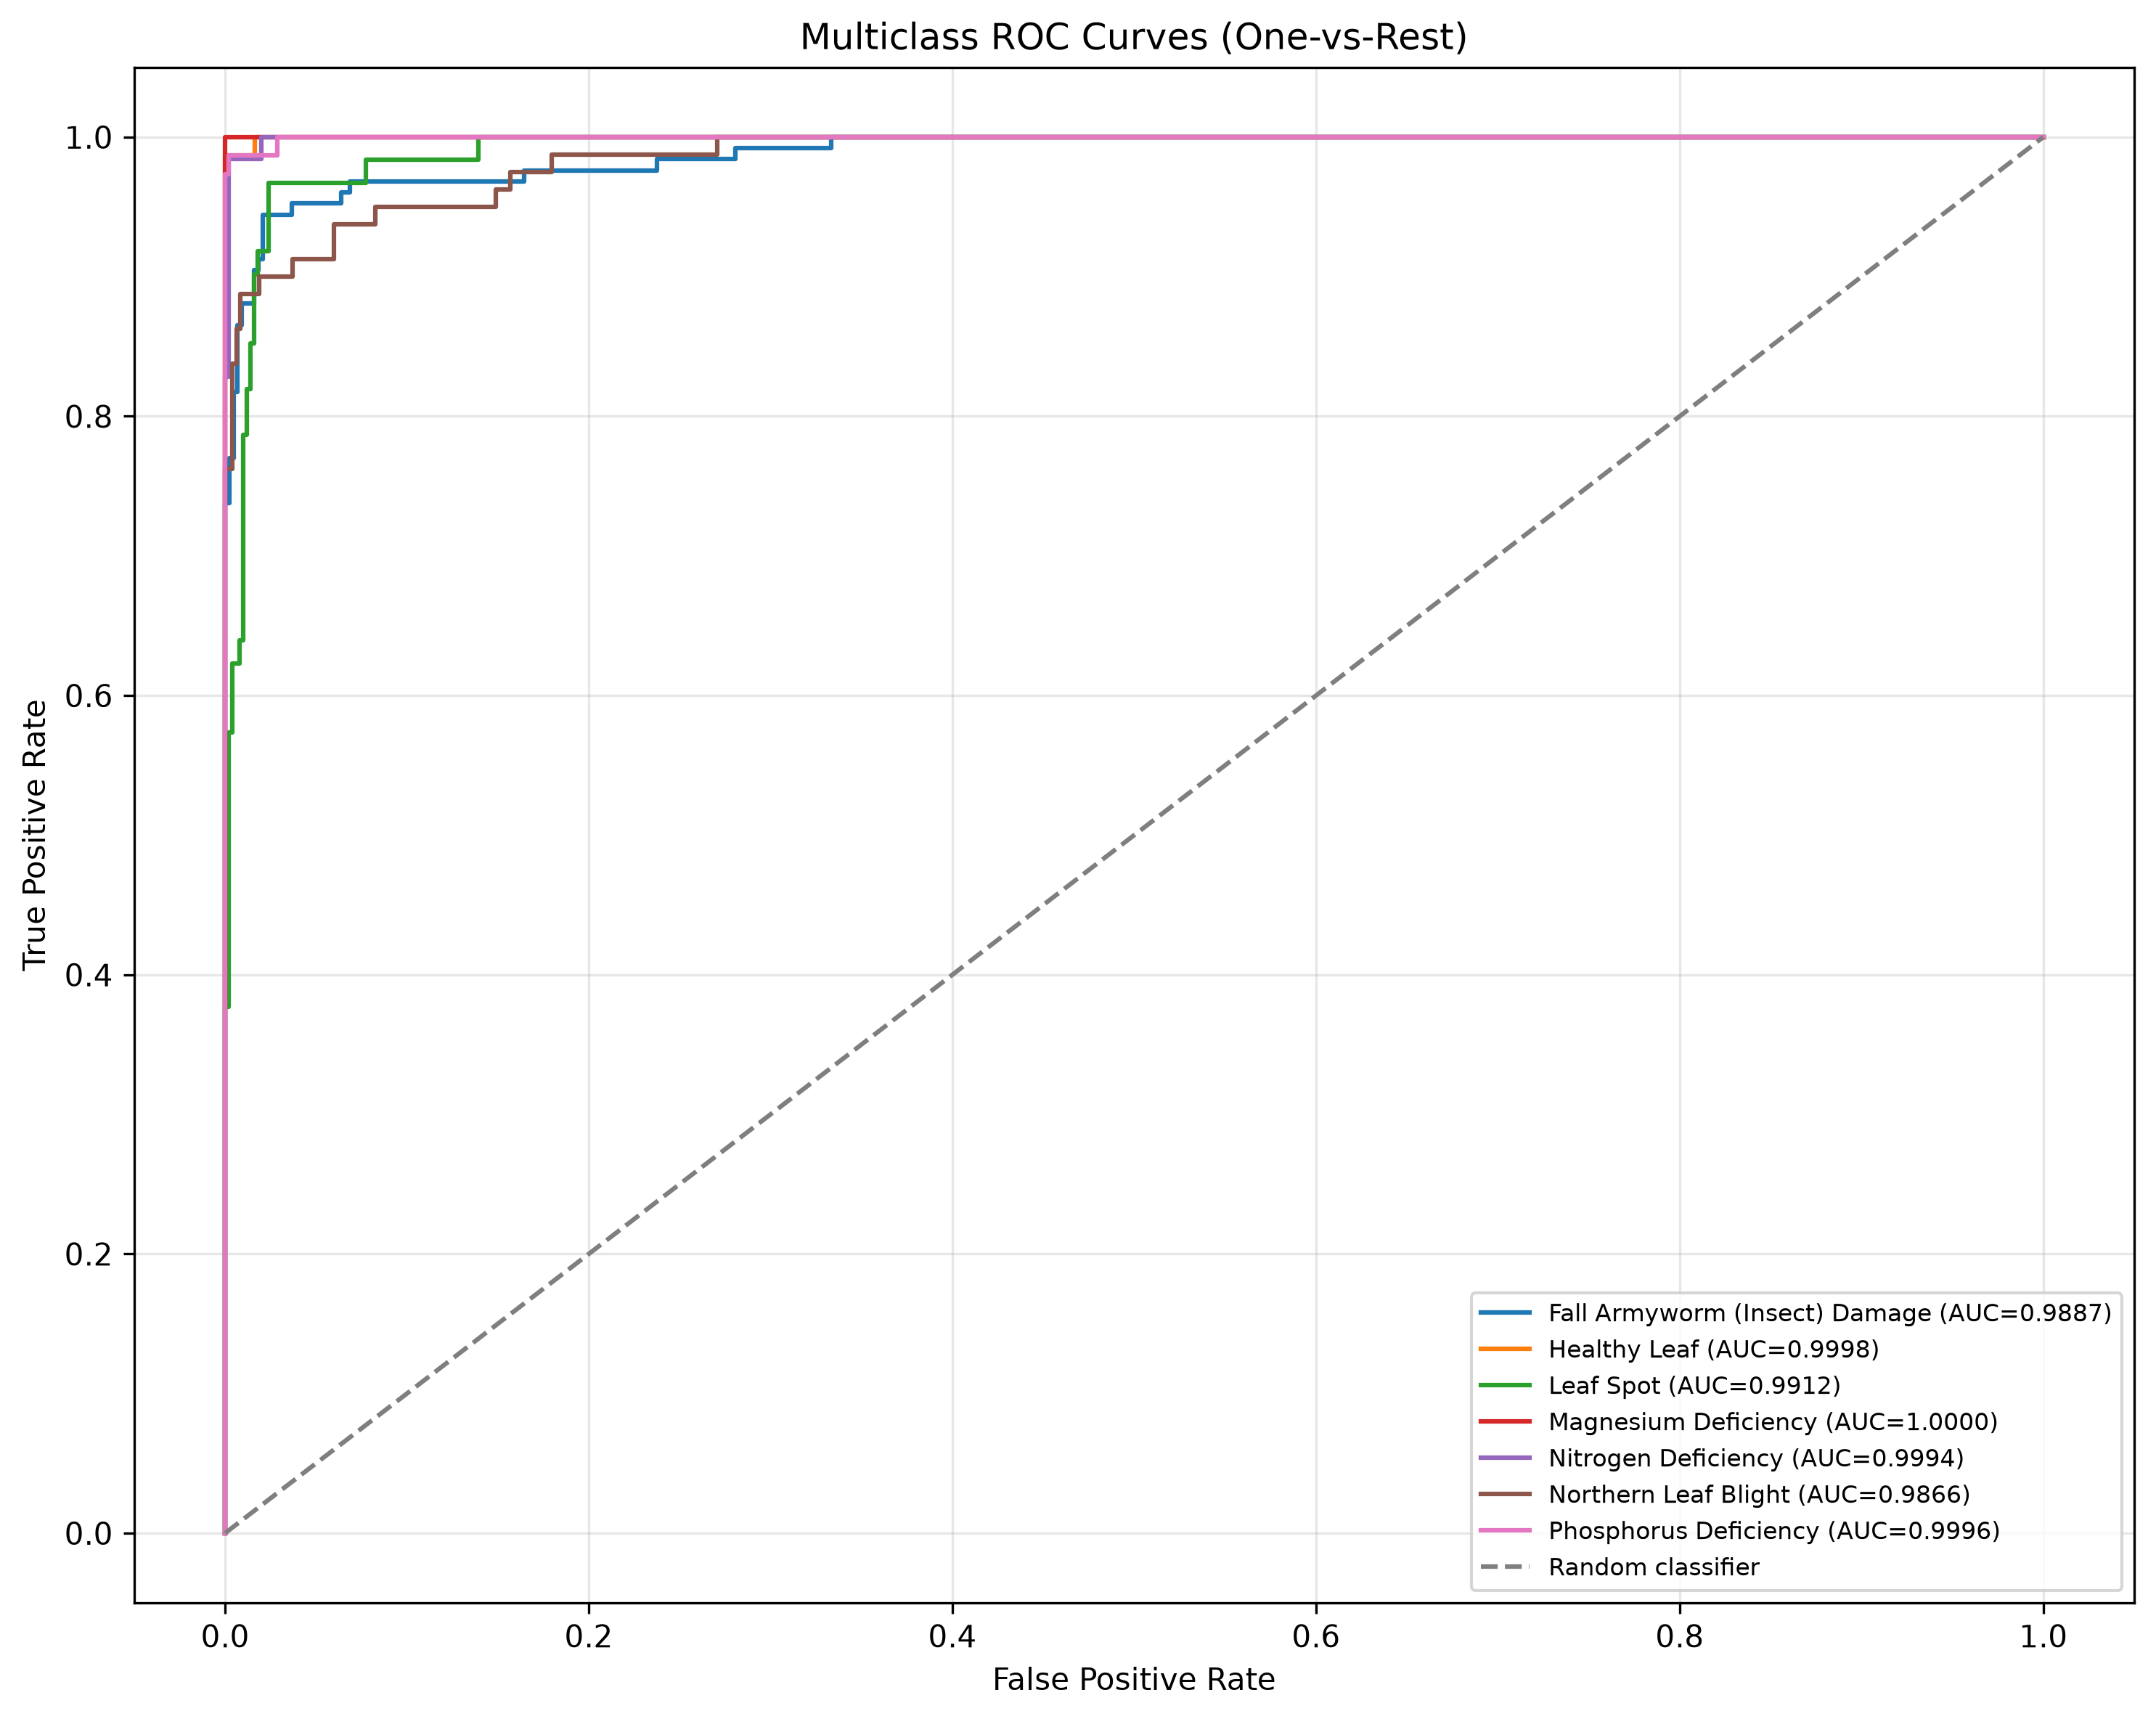 Multiclass ROC Curves (One-vs-Rest)
1.0
0.8
0.6
0.4
0.2
0.0
True Positive Rate
0.0 0.2 0.4 0.6 0.8 1.0
False Positive Rate
Fall Armyworm (Insect) Damage (AUC=0.9887)
Healthy Leaf (AUC=0.9998)
Leaf Spot (AUC=0.9912)
Magnesium Deficiency (AUC=1.0000)
Nitrogen Deficiency (AUC=0.9994)
Northern Leaf Blight (AUC=0.9866)
Phosphorus Deficiency (AUC=0.9996)
Random classifier